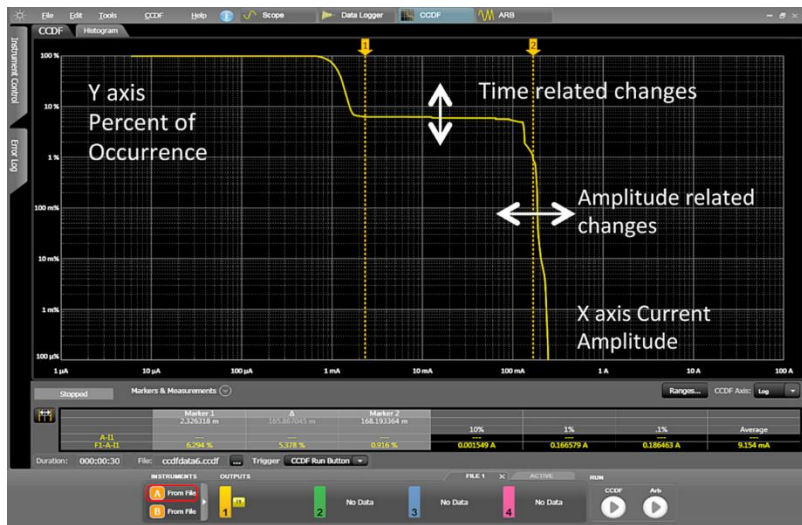 File Edit Tools CCDF Help Scope Data Logger CCDF ARB
CCDF Histogram
Instrument Control
Error Log
1 2
100 %
10 %
1 %
100 m%
10 m%
1 m%
100 µ%
Y axis
Percent of
Occurrence
Time related changes
Amplitude related
changes
X axis Current
Amplitude
1 µA 10 µA 100 µA 1 mA 10 mA 100 mA 1 A 10 A 100 A
Stopped Markers & Measurements Ranges... CCDF Axis: Log
Marker 1 Δ Marker 2
2.326318 m 165.867045 m 168.193364 m
10% 1% .1% Average
A-I1 ---- ---- ---- ---- ---- ---- ----
F1-A-I1 6.294 % 5.378 % 0.916 % 0.001549 A 0.166579 A 0.186463 A 9.154 mA
Duration: 000:00:30 File: ccdfdata6.ccdf ... Trigger CCDF Run Button
INSTRUMENTS OUTPUTS FILE 1 X ACTIVE RUN
A From File
B From File
1 I1
2 No Data
3 No Data
4 No Data
CCDF Arb